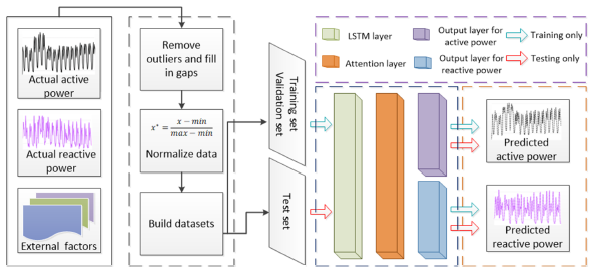 Actual active
power
Actual reactive
power
External factors
Remove
outliers and fill
in gaps
x* = x − min / max − min
Normalize data
Build datasets
Training set
Validation set
Test set
LSTM layer
Attention layer
Output layer for
active power
Output layer for
reactive power
Training only
Testing only
Predicted
active power
Predicted
reactive power